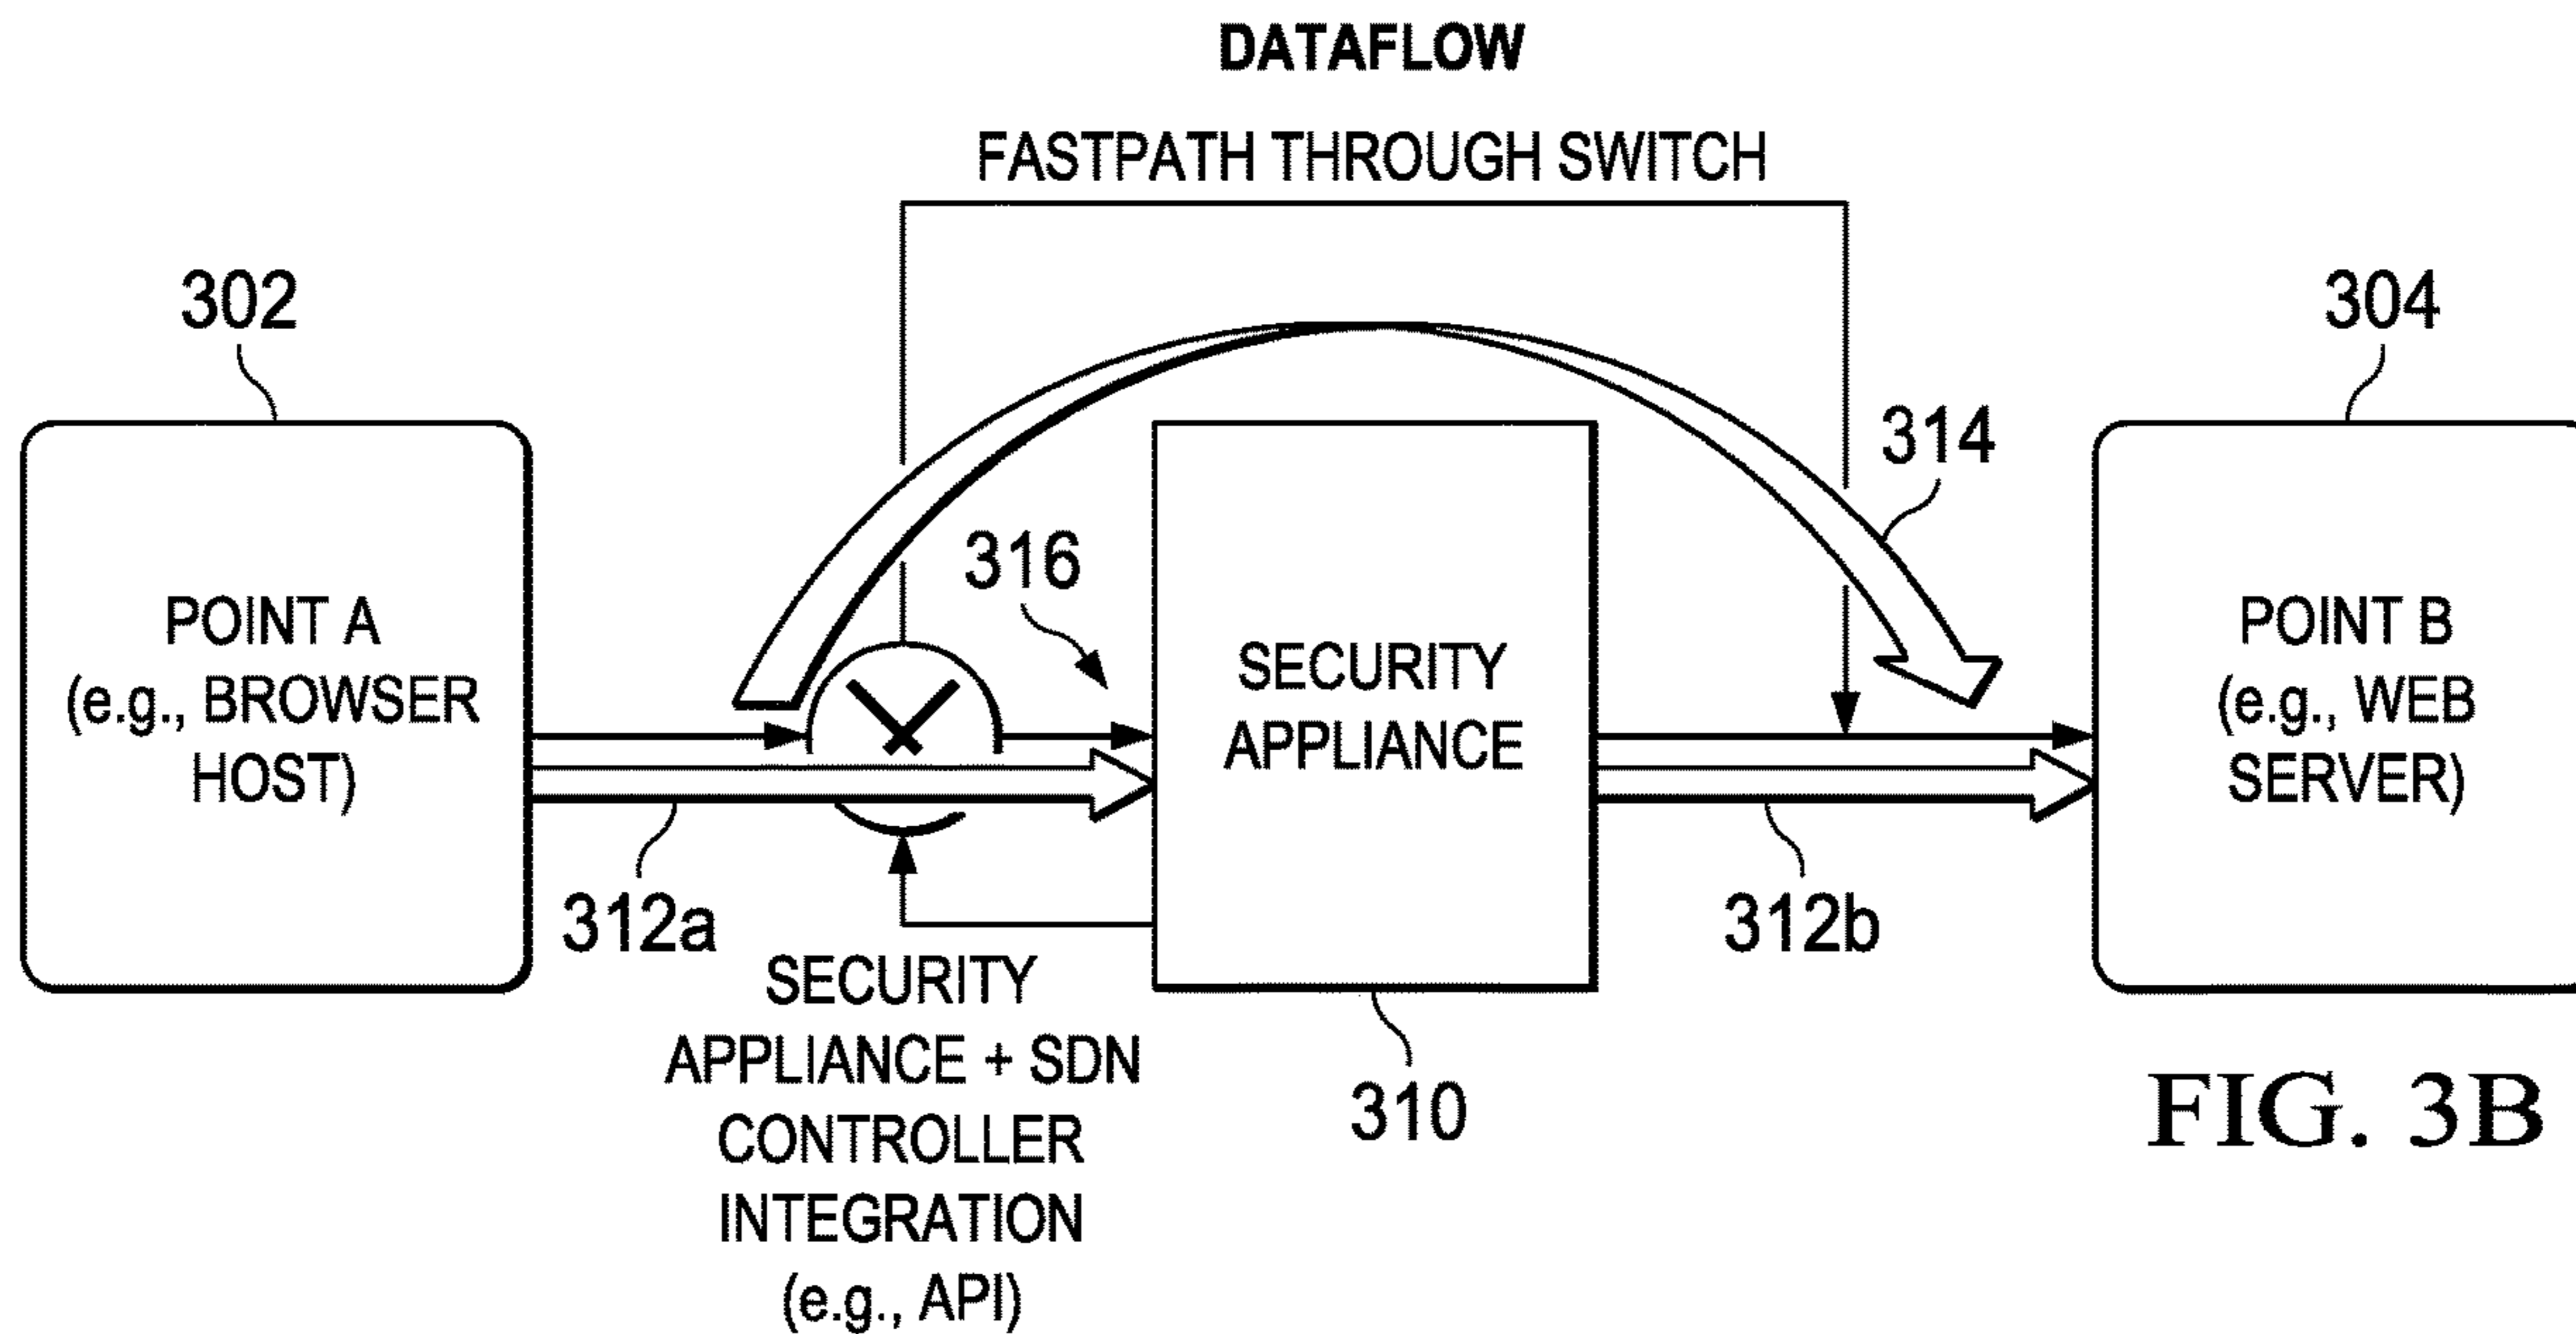 DATAFLOW
FASTPATH THROUGH SWITCH
302
304
314
316
POINT A
(e.g., BROWSER
HOST)
SECURITY
APPLIANCE
POINT B
(e.g., WEB
SERVER)
312a
312b
SECURITY
APPLIANCE + SDN
CONTROLLER
INTEGRATION
(e.g., API)
310
FIG. 3B